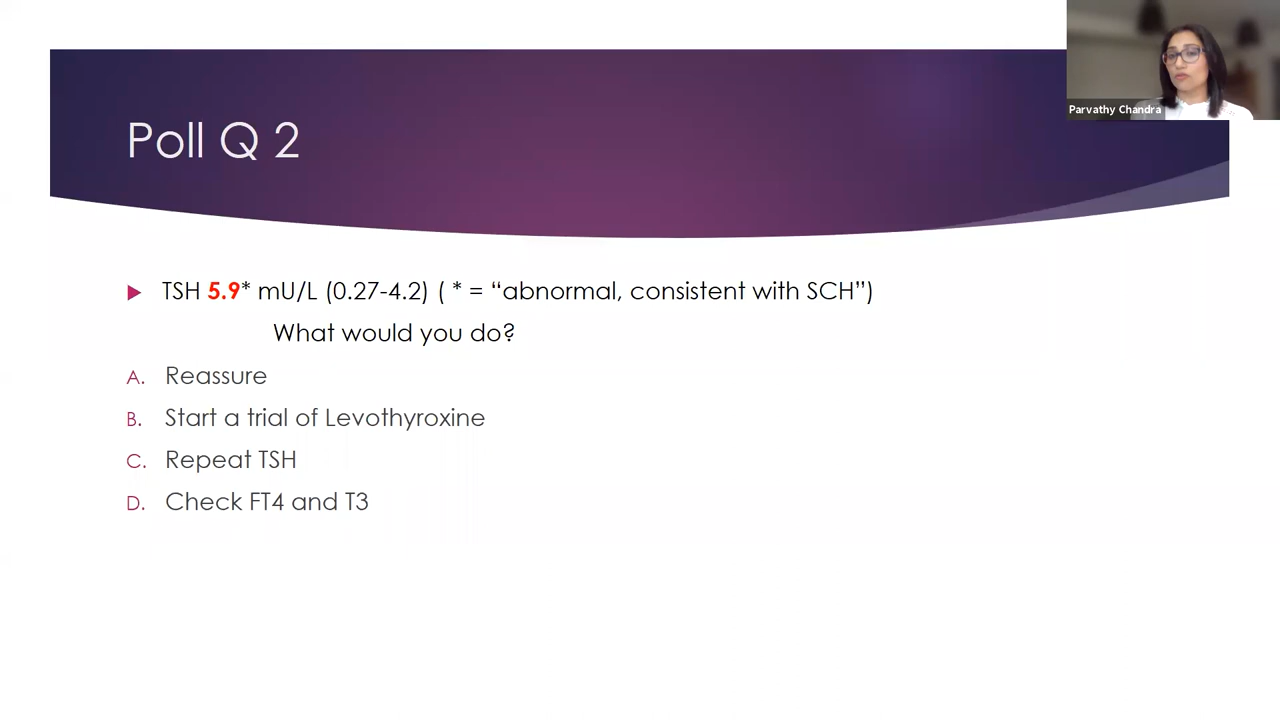 Parvathy Chandra
Poll Q 2
TSH 5.9* mU/L (0.27-4.2) ( * = “abnormal, consistent with SCH”)
What would you do?
A. Reassure
B. Start a trial of Levothyroxine
C. Repeat TSH
D. Check FT4 and T3